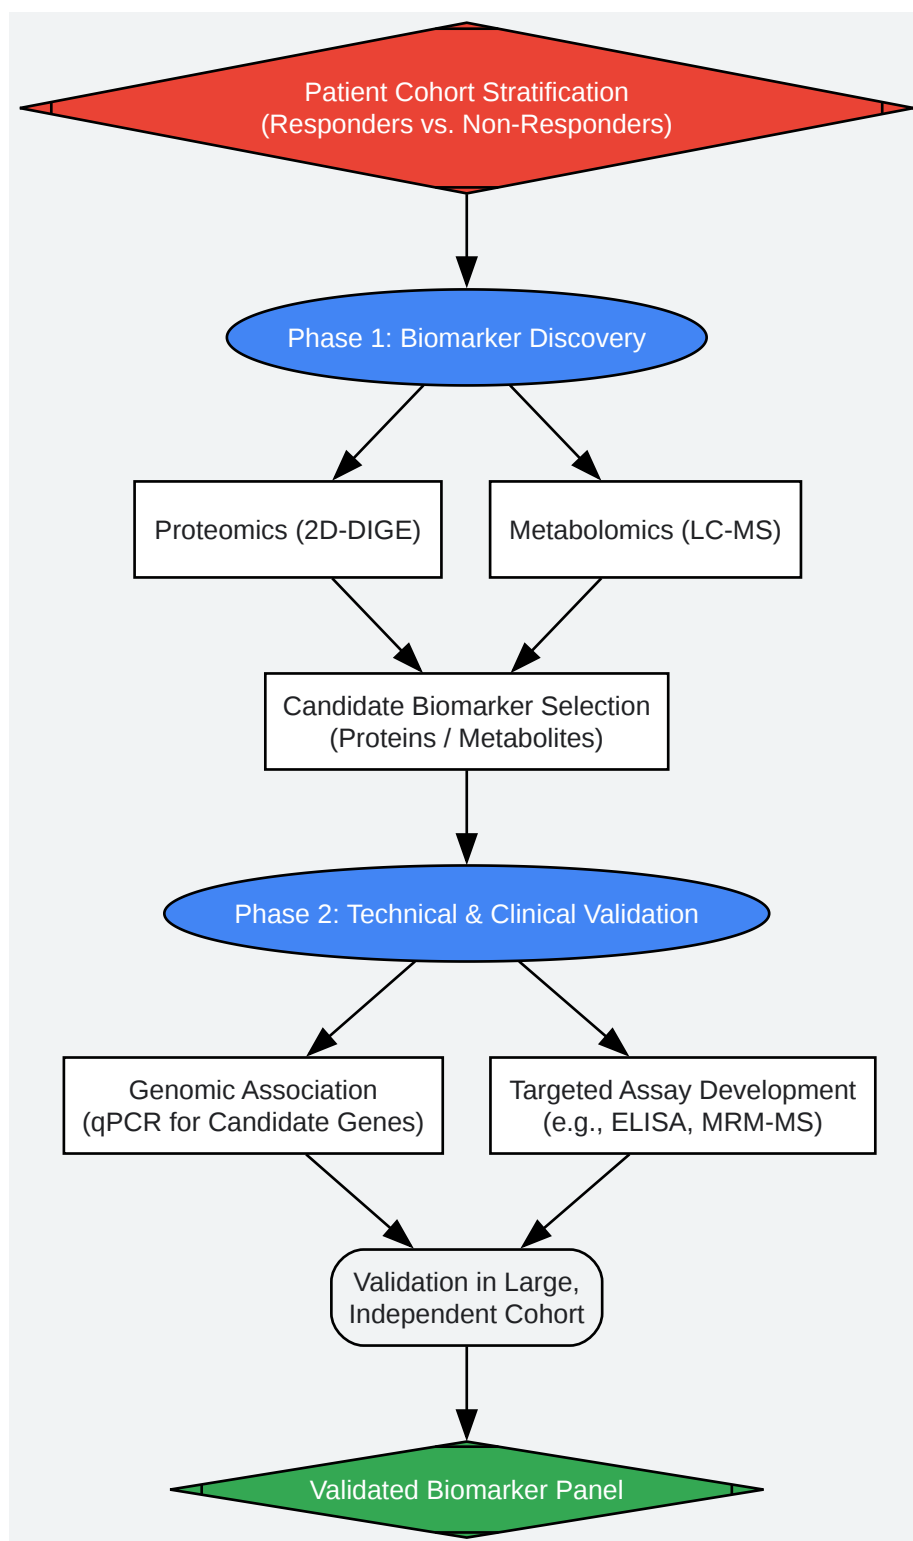 Patient Cohort Stratification
(Responders vs. Non-Responders)
Phase 1: Biomarker Discovery
Proteomics (2D-DIGE)
Metabolomics (LC-MS)
Candidate Biomarker Selection
(Proteins / Metabolites)
Phase 2: Technical & Clinical Validation
Genomic Association
(qPCR for Candidate Genes)
Targeted Assay Development
(e.g., ELISA, MRM-MS)
Validation in Large,
Independent Cohort
Validated Biomarker Panel